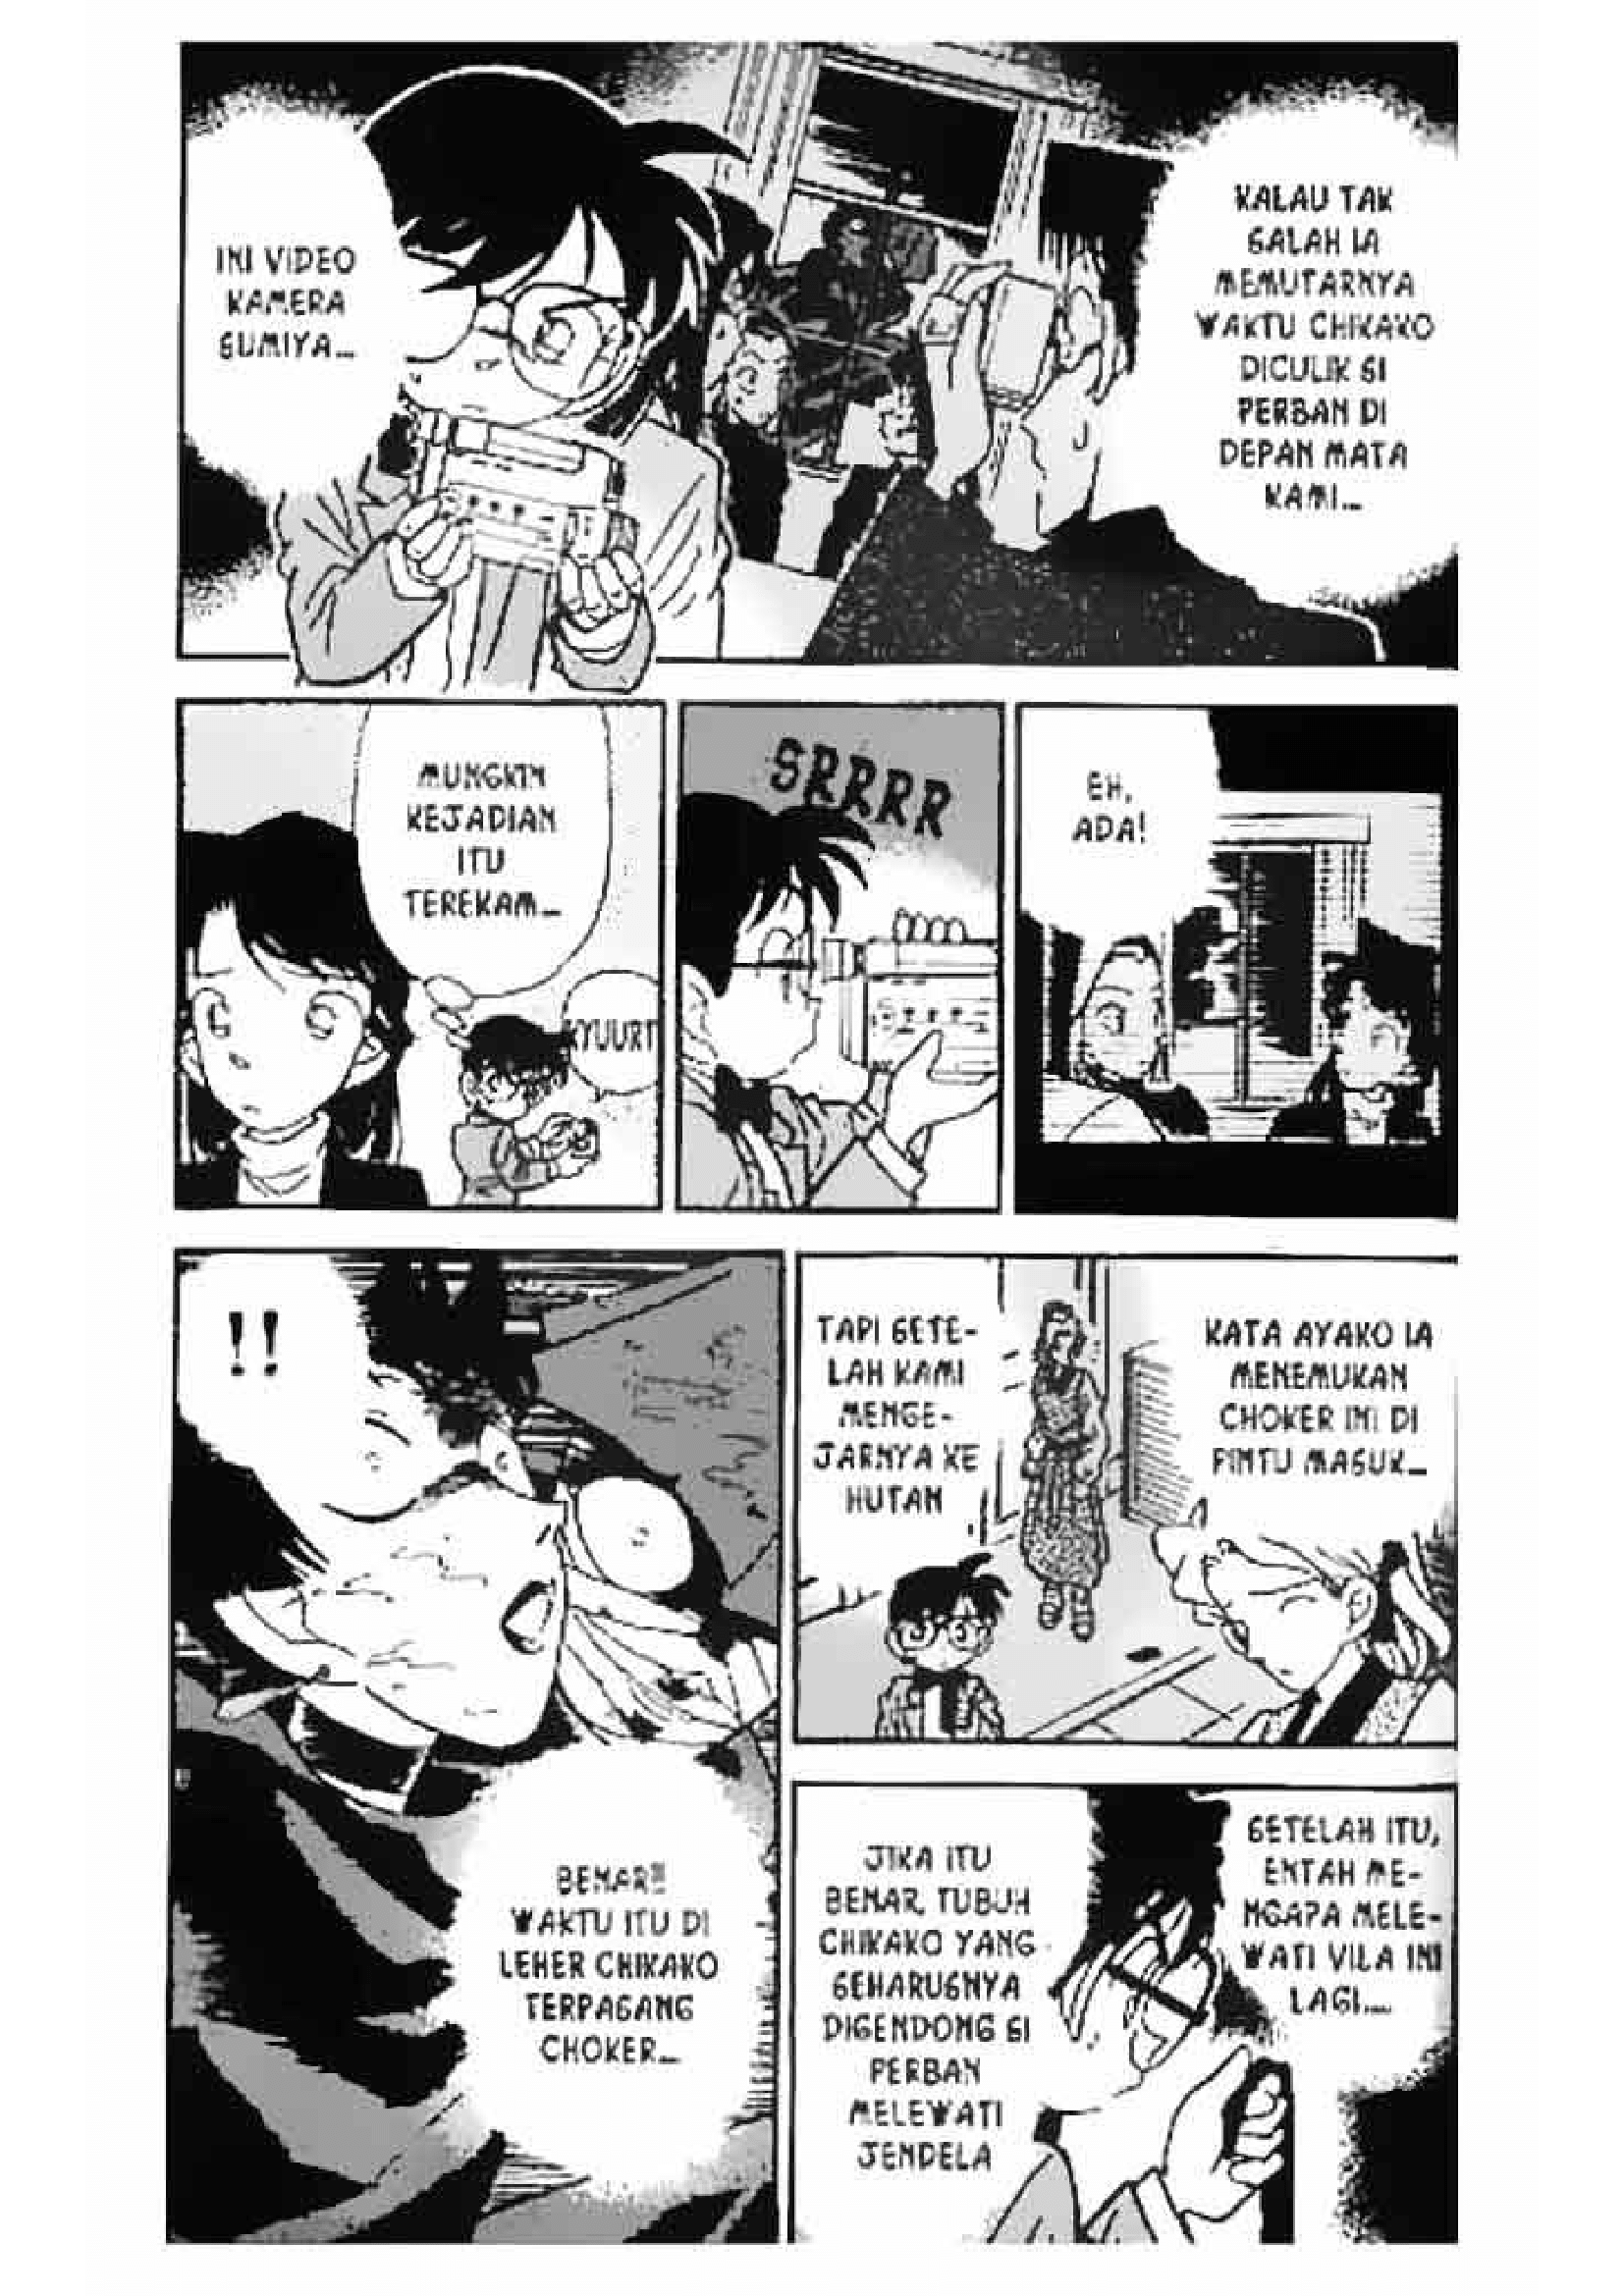 INI VIDEO
KAMERA
SUMIYA...
KALAU TAK
SALAH IA
MEMUTARNYA
WAKTU CHIKAKO
DICULIK SI
PERBAN DI
DEPAN MATA
KAMI...
MUNGKIN
KEJADIAN
ITU
TEREKAM...
KYUURT
SRRRR
EH,
ADA!
!!
BENAR!!
WAKTU ITU DI
LEHER CHIKAKO
TERPASANG
CHOKER...
TAPI SETE-
LAH KAMI
MENGE-
JARNYA KE
HUTAN
KATA AYAKO IA
MENEMUKAN
CHOKER INI DI
PINTU MASUK...
JIKA ITU
BENAR, TUBUH
CHIKAKO YANG
SEHARUSNYA
DIGENDONG SI
PERBAN
MELEWATI
JENDELA
SETELAH ITU,
ENTAH ME-
NGAPA MELE-
WATI VILA INI
LAGI....